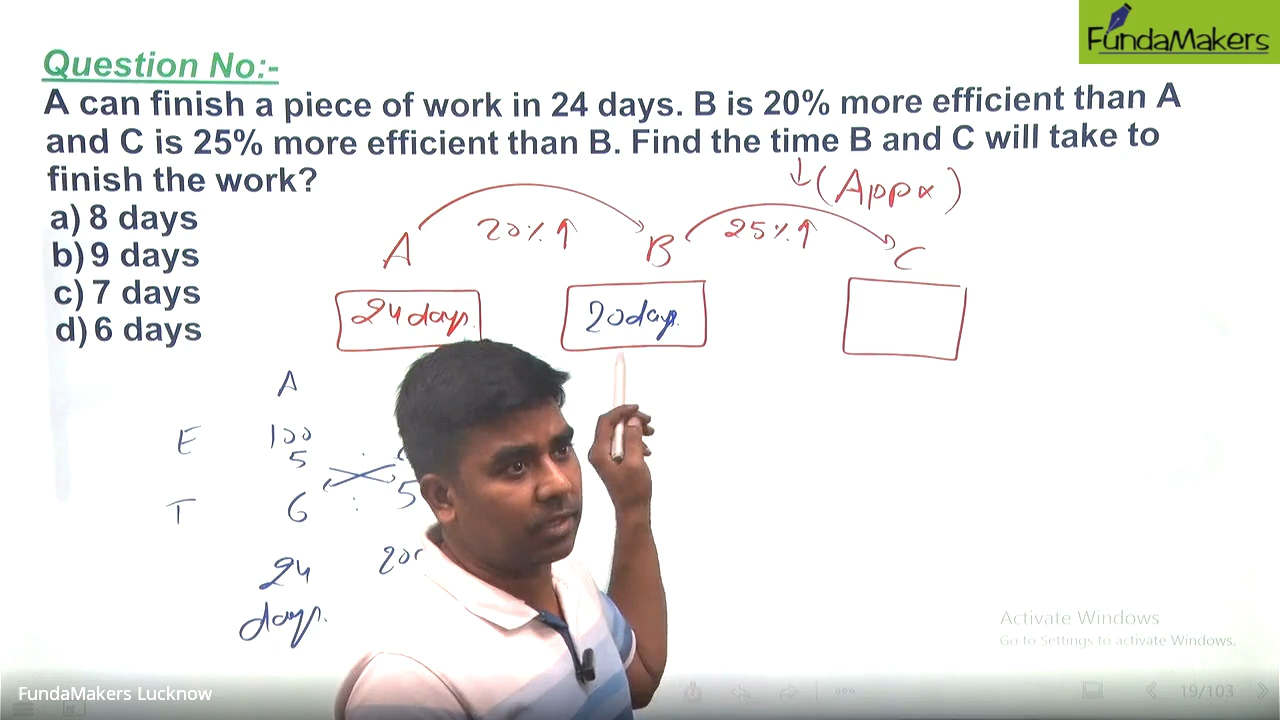 FundaMakers
Question No:-
A can finish a piece of work in 24 days. B is 20% more efficient than A
and C is 25% more efficient than B. Find the time B and C will take to
finish the work?
↓ (Appx)
a) 8 days
b) 9 days
c) 7 days
d) 6 days
A 20%↑ B 25%↑ C
24 days. 20 days.
A
E 100
5 :
T 6 : 5
24 20
days.
Activate Windows
Go to Settings to activate Windows.
FundaMakers Lucknow
19/103